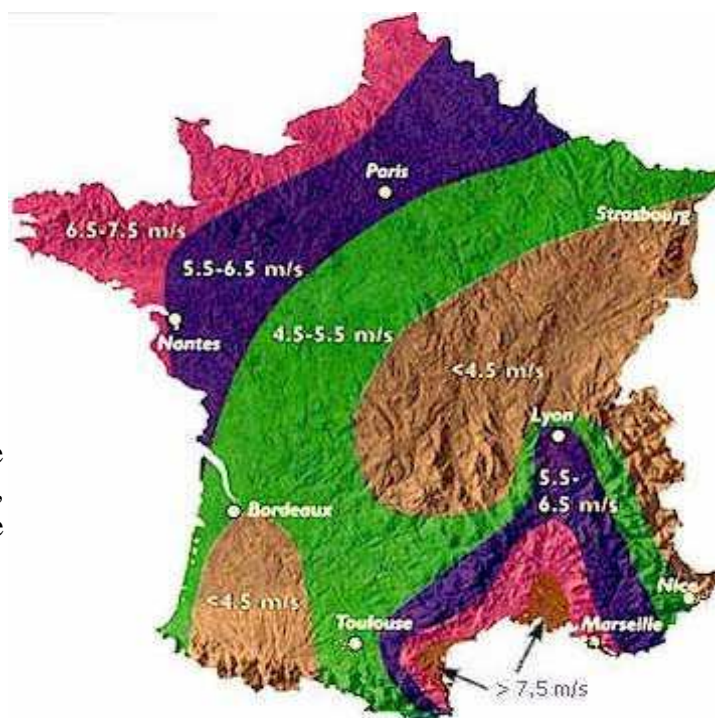 Paris
Strasbourg
6.5-7.5 m/s
5.5-6.5 m/s
Nantes
4.5-5.5 m/s
<4.5 m/s
Lyon
5.5-
6.5 m/s
e
,
Bordeaux
e
<4.5 m/s
Toulouse
Nice
Marseille
> 7,5 m/s